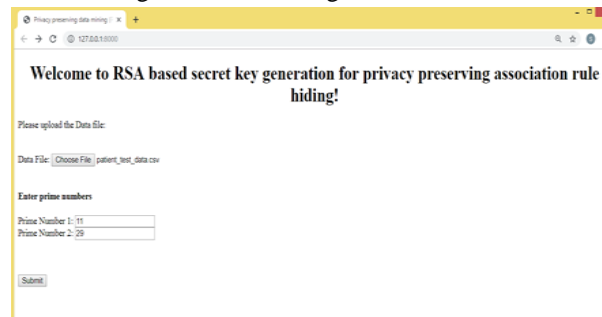 Privacy preserving data mining
127.0.0.1:8000
Welcome to RSA based secret key generation for privacy preserving association rule
hiding!
Please upload the Data file:
Data File: Choose File patient_test_data.csv
Enter prime numbers
Prime Number 1: 11
Prime Number 2: 29
Submit